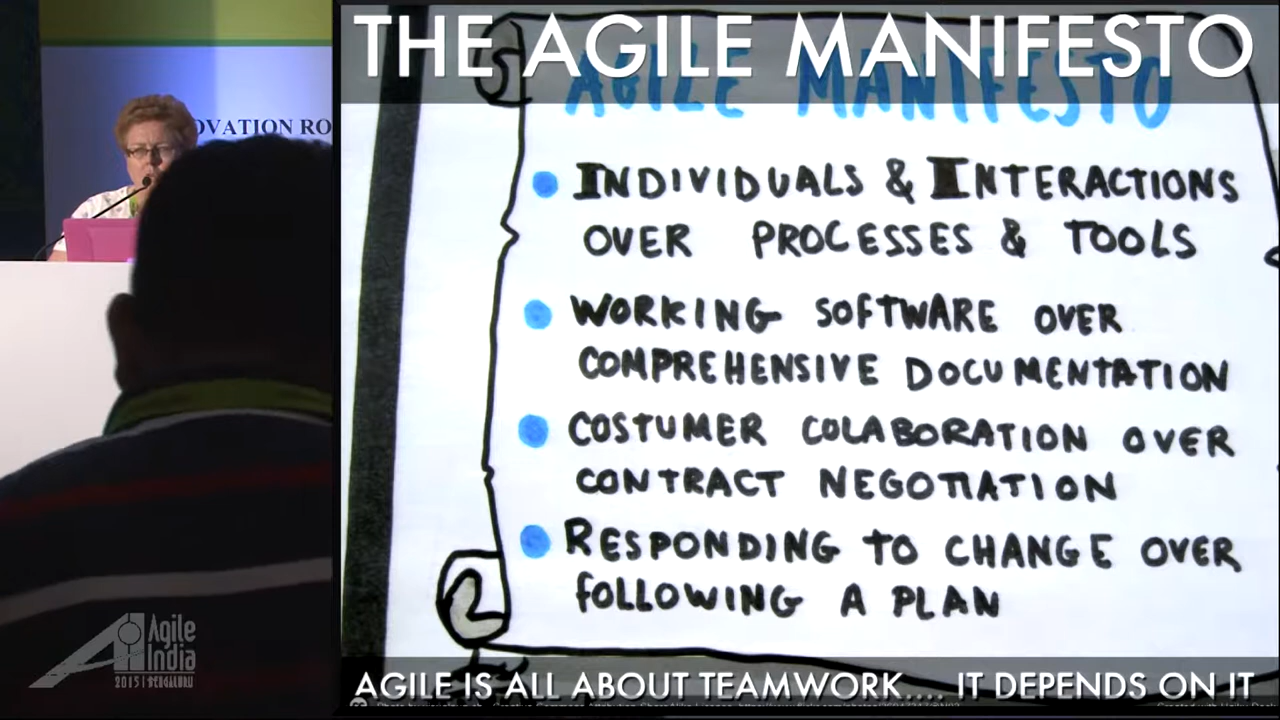 THE AGILE MANIFESTO
AGILE MANIFESTO
INDIVIDUALS & INTERACTIONS
OVER PROCESSES & TOOLS
WORKING SOFTWARE OVER
COMPREHENSIVE DOCUMENTATION
COSTUMER COLABORATION OVER
CONTRACT NEGOTIATION
RESPONDING TO CHANGE OVER
FOLLOWING A PLAN
AGILE IS ALL ABOUT TEAMWORK.... IT DEPENDS ON IT
OVATION RO
Agile
India
2015 | BENGALURU